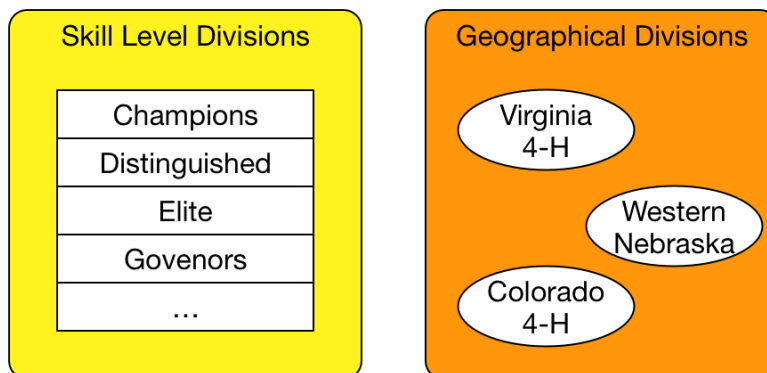 Skill Level Divisions
Champions
Distinguished
Elite
Govenors
...
Geographical Divisions
Virginia
4-H
Western
Nebraska
Colorado
4-H